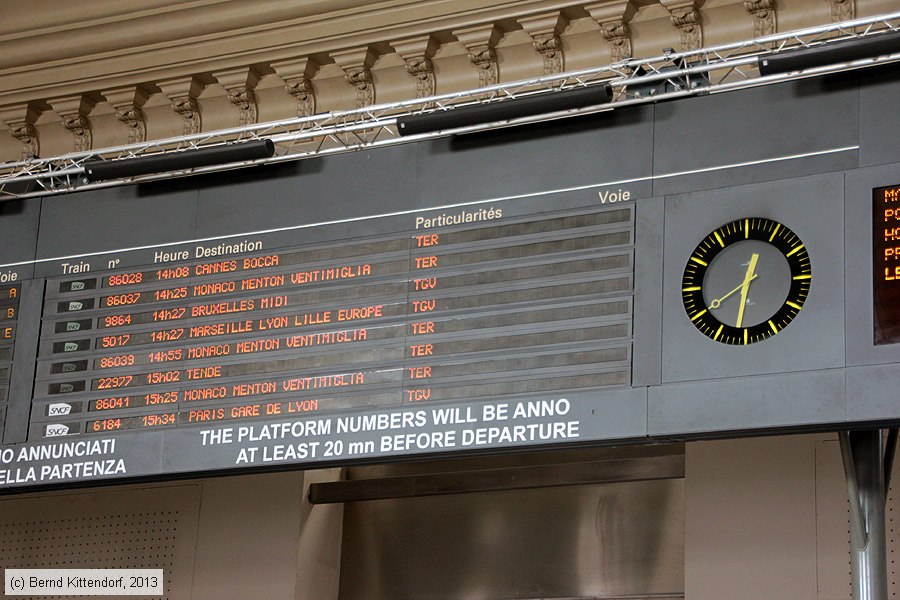 Voie Train n° Heure Destination Particularités Voie
A 86028 14H08 CANNES BOCCA TER
B 86037 14H25 MONACO MENTON VENTIMIGLIA TER
E 9864 14H27 BRUXELLES MIDI TGV
5017 14H27 MARSEILLE LYON LILLE EUROPE TGV
86039 14H55 MONACO MENTON VENTIMIGLIA TER
22977 15H02 TENDE TER
SNCF 86041 15H25 MONACO MENTON VENTIMIGLIA TER
SNCF 6184 15H34 PARIS GARE DE LYON TGV
O ANNUNCIATI
ELLA PARTENZA
THE PLATFORM NUMBERS WILL BE ANNO
AT LEAST 20 mn BEFORE DEPARTURE
(c) Bernd Kittendorf, 2013